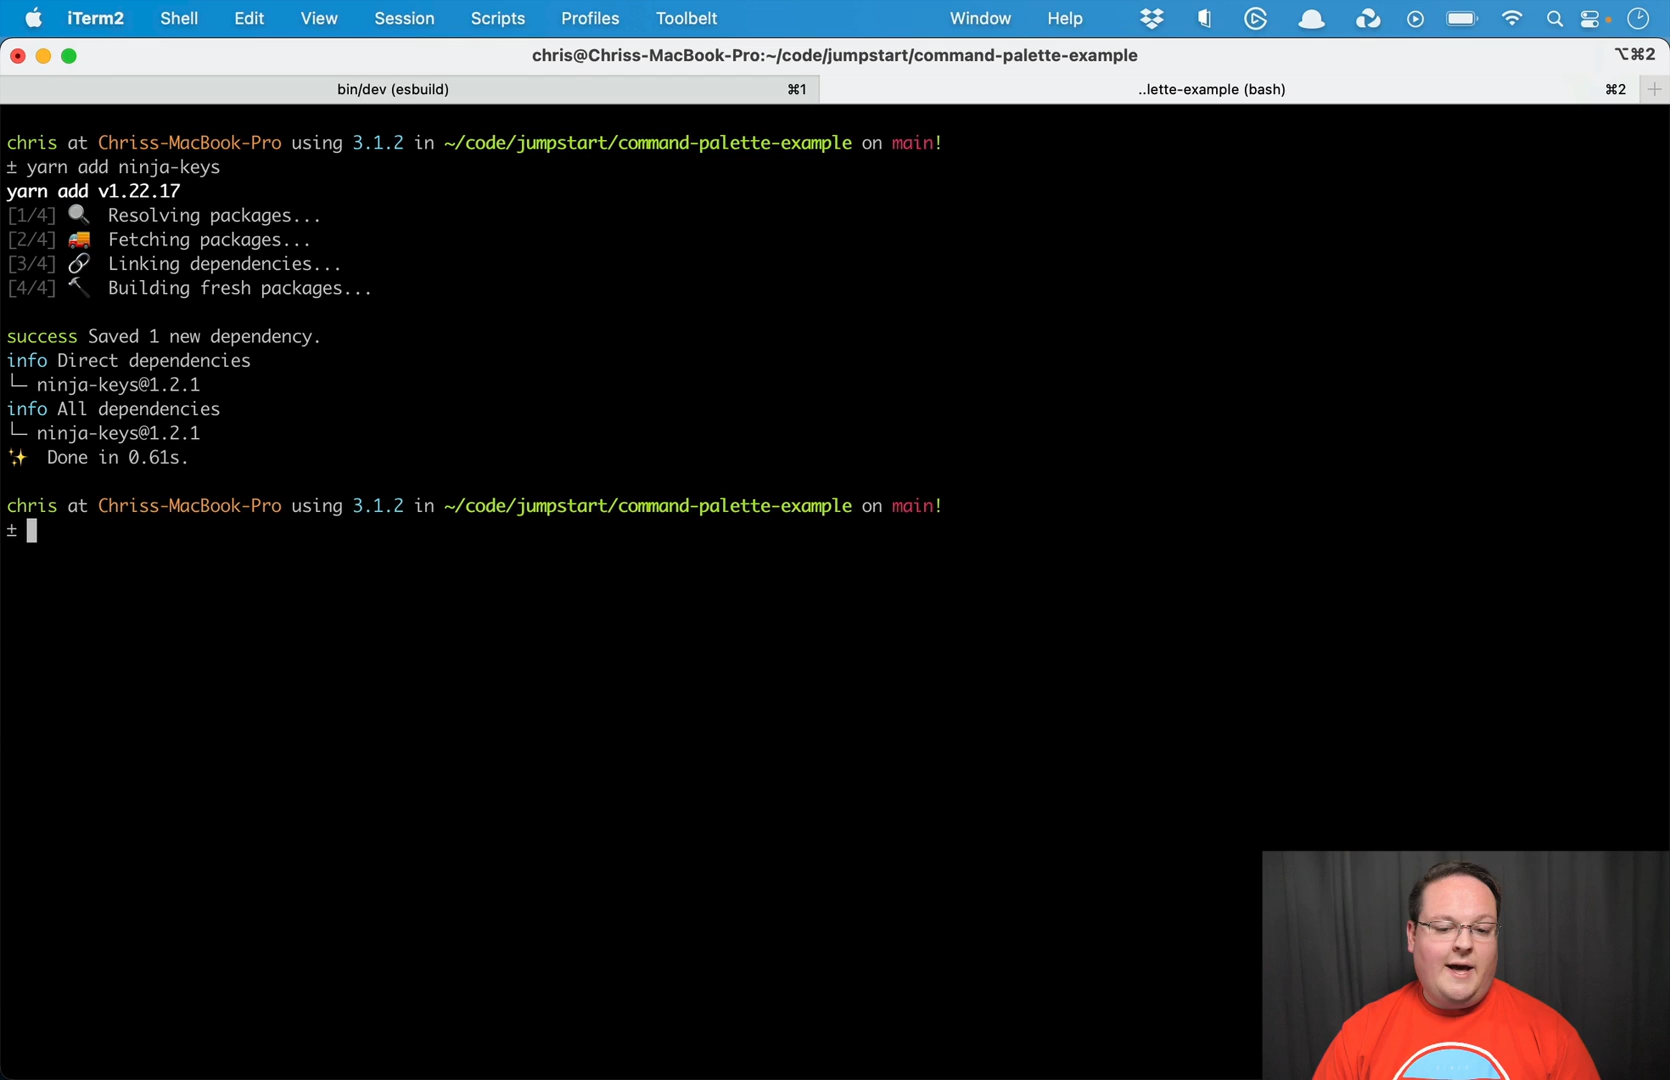 iTerm2 Shell Edit View Session Scripts Profiles Toolbelt Window Help
chris@Chriss-MacBook-Pro:~/code/jumpstart/command-palette-example ⌥⌘2
bin/dev (esbuild) ⌘1 ..lette-example (bash) ⌘2 +
chris at Chriss-MacBook-Pro using 3.1.2 in ~/code/jumpstart/command-palette-example on main!
± yarn add ninja-keys
yarn add v1.22.17
[1/4] 🔍 Resolving packages...
[2/4] 🚚 Fetching packages...
[3/4] 🔗 Linking dependencies...
[4/4] 🔨 Building fresh packages...
success Saved 1 new dependency.
info Direct dependencies
└─ ninja-keys@1.2.1
info All dependencies
└─ ninja-keys@1.2.1
✨ Done in 0.61s.
chris at Chriss-MacBook-Pro using 3.1.2 in ~/code/jumpstart/command-palette-example on main!
±